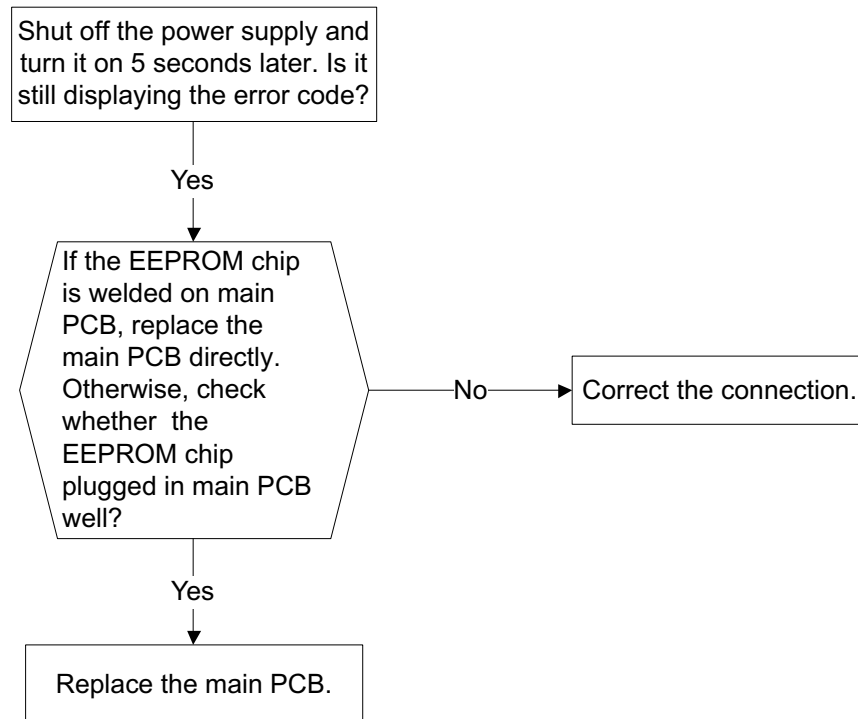 Shut off the power supply and
turn it on 5 seconds later. Is it
still displaying the error code?
Yes
If the EEPROM chip
is welded on main
PCB, replace the
main PCB directly.
Otherwise, check
whether  the
EEPROM chip
plugged in main PCB
well?
No
Correct the connection.
Yes
Replace the main PCB.